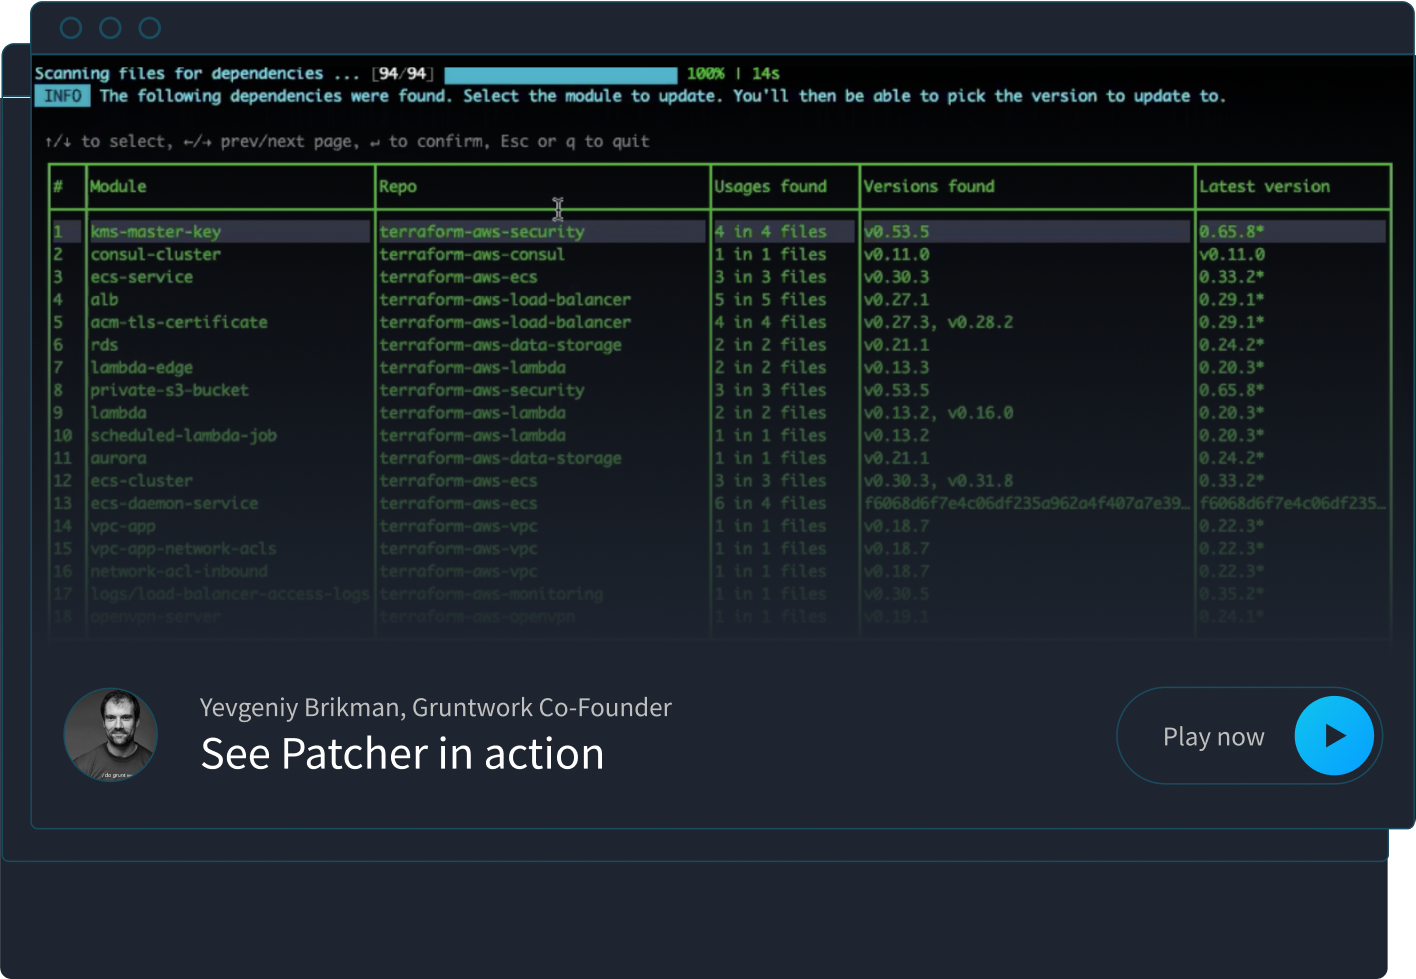 Scanning files for dependencies ... [94/94] 100% | 14s
INFO The following dependencies were found. Select the module to update. You'll then be able to pick the version to update to.
↑/↓ to select, ←/→ prev/next page, ↵ to confirm, Esc or q to quit
# Module Repo Usages found Versions found Latest version
1 kms-master-key terraform-aws-security 4 in 4 files v0.53.5 0.65.8*
2 consul-cluster terraform-aws-consul 1 in 1 files v0.11.0 v0.11.0
3 ecs-service terraform-aws-ecs 3 in 3 files v0.30.3 0.33.2*
4 alb terraform-aws-load-balancer 5 in 5 files v0.27.1 0.29.1*
5 acm-tls-certificate terraform-aws-load-balancer 4 in 4 files v0.27.3, v0.28.2 0.29.1*
6 rds terraform-aws-data-storage 2 in 2 files v0.21.1 0.24.2*
7 lambda-edge terraform-aws-lambda 2 in 2 files v0.13.3 0.20.3*
8 private-s3-bucket terraform-aws-security 3 in 3 files v0.53.5 0.65.8*
9 lambda terraform-aws-lambda 2 in 2 files v0.13.2, v0.16.0 0.20.3*
10 scheduled-lambda-job terraform-aws-lambda 1 in 1 files v0.13.2 0.20.3*
11 aurora terraform-aws-data-storage 1 in 1 files v0.21.1 0.24.2*
12 ecs-cluster terraform-aws-ecs 3 in 3 files v0.30.3, v0.31.8 0.33.2*
13 ecs-daemon-service terraform-aws-ecs 6 in 4 files f6068d6f7e4c06df235a962a4f407a7e39… f6068d6f7e4c06df235…
14 vpc-app terraform-aws-vpc 1 in 1 files v0.18.7 0.22.3*
15 vpc-app-network-acls terraform-aws-vpc 1 in 1 files v0.18.7 0.22.3*
16 network-acl-inbound terraform-aws-vpc 1 in 1 files v0.18.7 0.22.3*
17 logs/load-balancer-access-logs terraform-aws-monitoring 1 in 1 files v0.30.5 0.35.2*
18 openvpn-server terraform-aws-openvpn 1 in 1 files v0.19.1 0.24.1*
Yevgeniy Brikman, Gruntwork Co-Founder
See Patcher in action
Play now